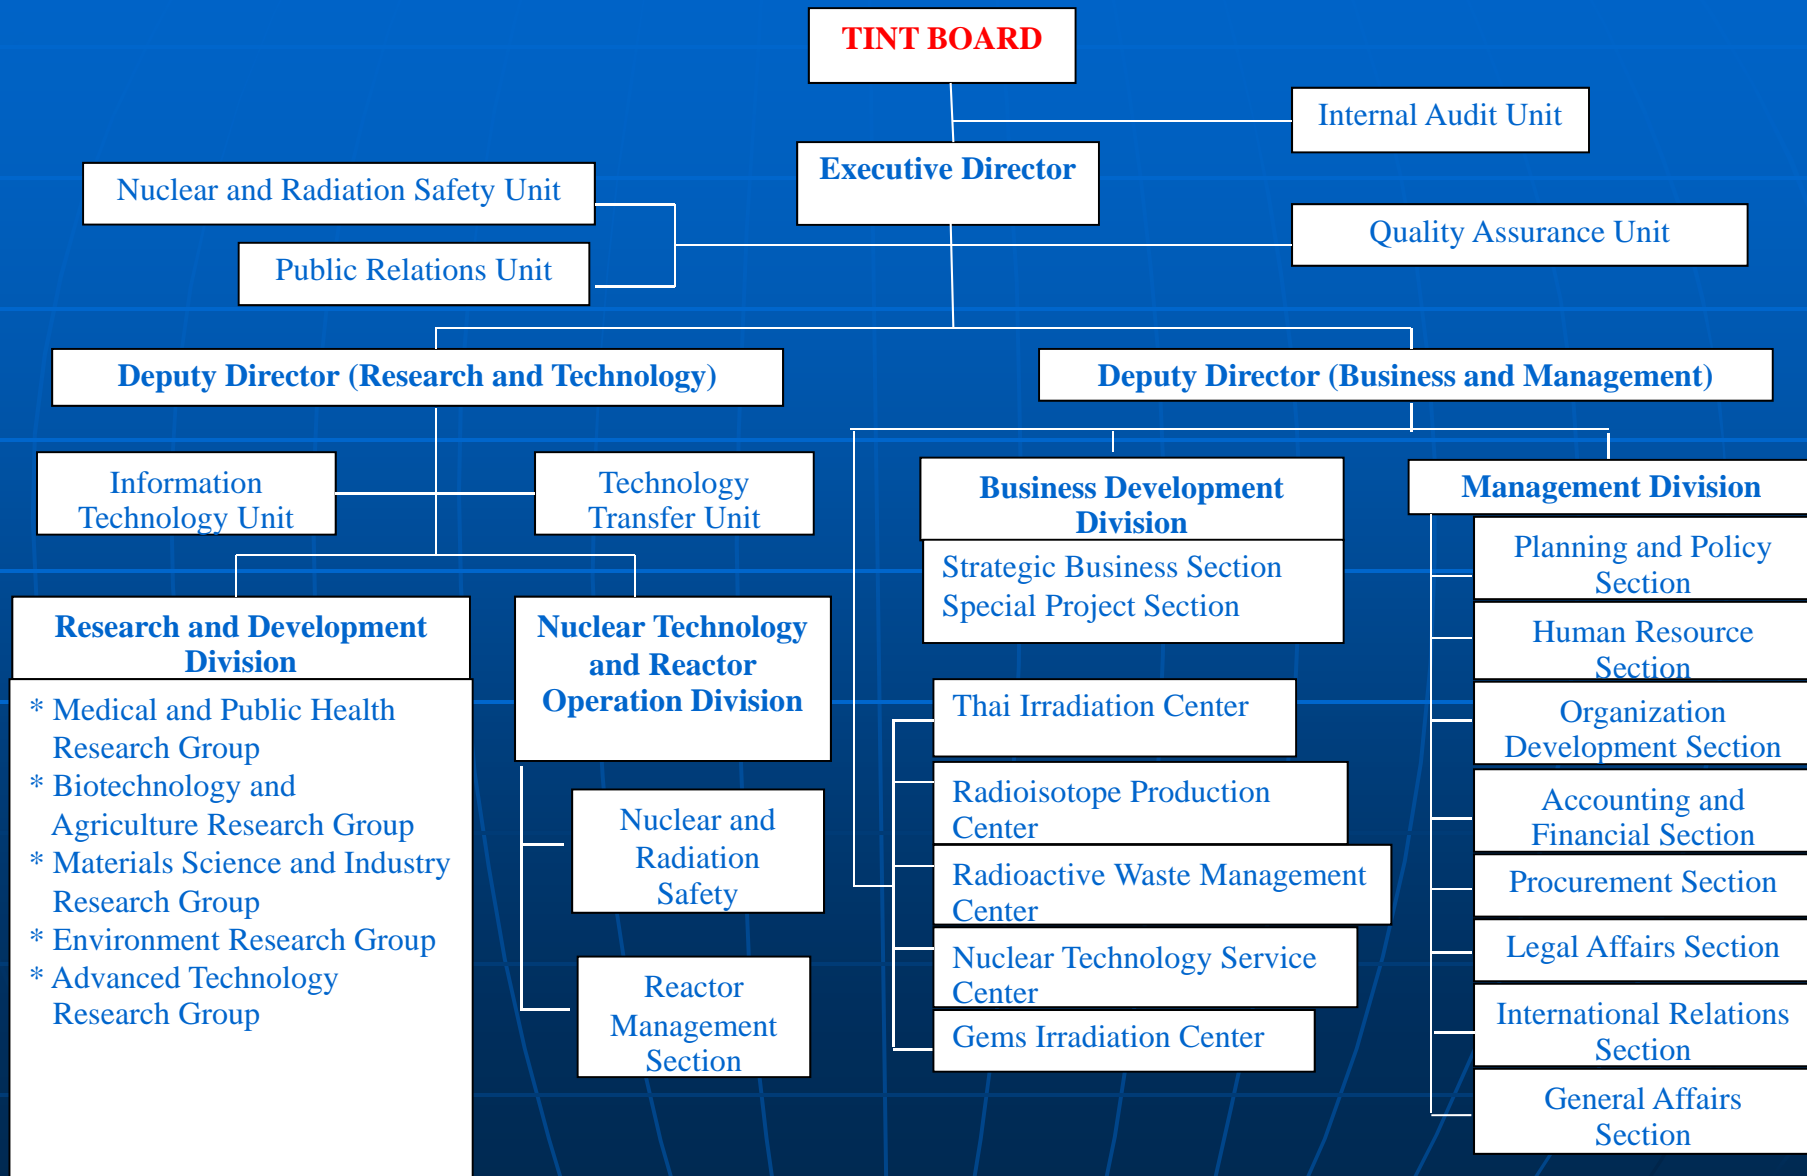 TINT BOARD
Internal Audit Unit
Executive Director
Nuclear and Radiation Safety Unit
Quality Assurance Unit
Public Relations Unit
Deputy Director (Research and Technology)
Deputy Director (Business and Management)
Information
Technology Unit
Technology
Transfer Unit
Research and Development
Division
* Medical and Public Health
Research Group
* Biotechnology and
Agriculture Research Group
* Materials Science and Industry
Research Group
* Environment Research Group
* Advanced Technology
Research Group
Nuclear Technology
and Reactor
Operation Division
Nuclear and
Radiation
Safety
Reactor
Management
Section
Business Development
Division
Strategic Business Section
Special Project Section
Thai Irradiation Center
Radioisotope Production
Center
Radioactive Waste Management
Center
Nuclear Technology Service
Center
Gems Irradiation Center
Management Division
Planning and Policy
Section
Human Resource
Section
Organization
Development Section
Accounting and
Financial Section
Procurement Section
Legal Affairs Section
International Relations
Section
General Affairs
Section